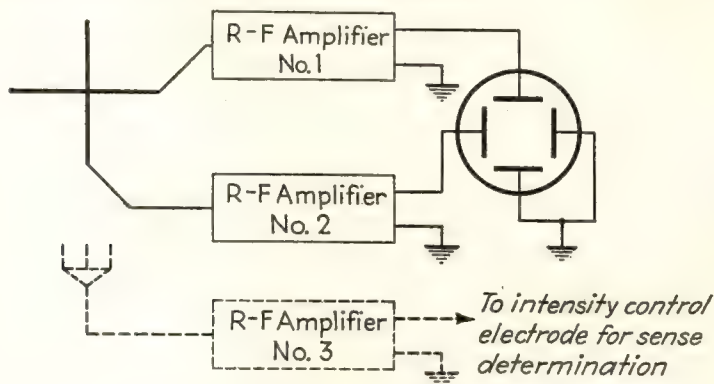 R-F Amplifier
No.1
R-F Amplifier
No. 2
R-F Amplifier
No. 3
To intensity control
electrode for sense
determination